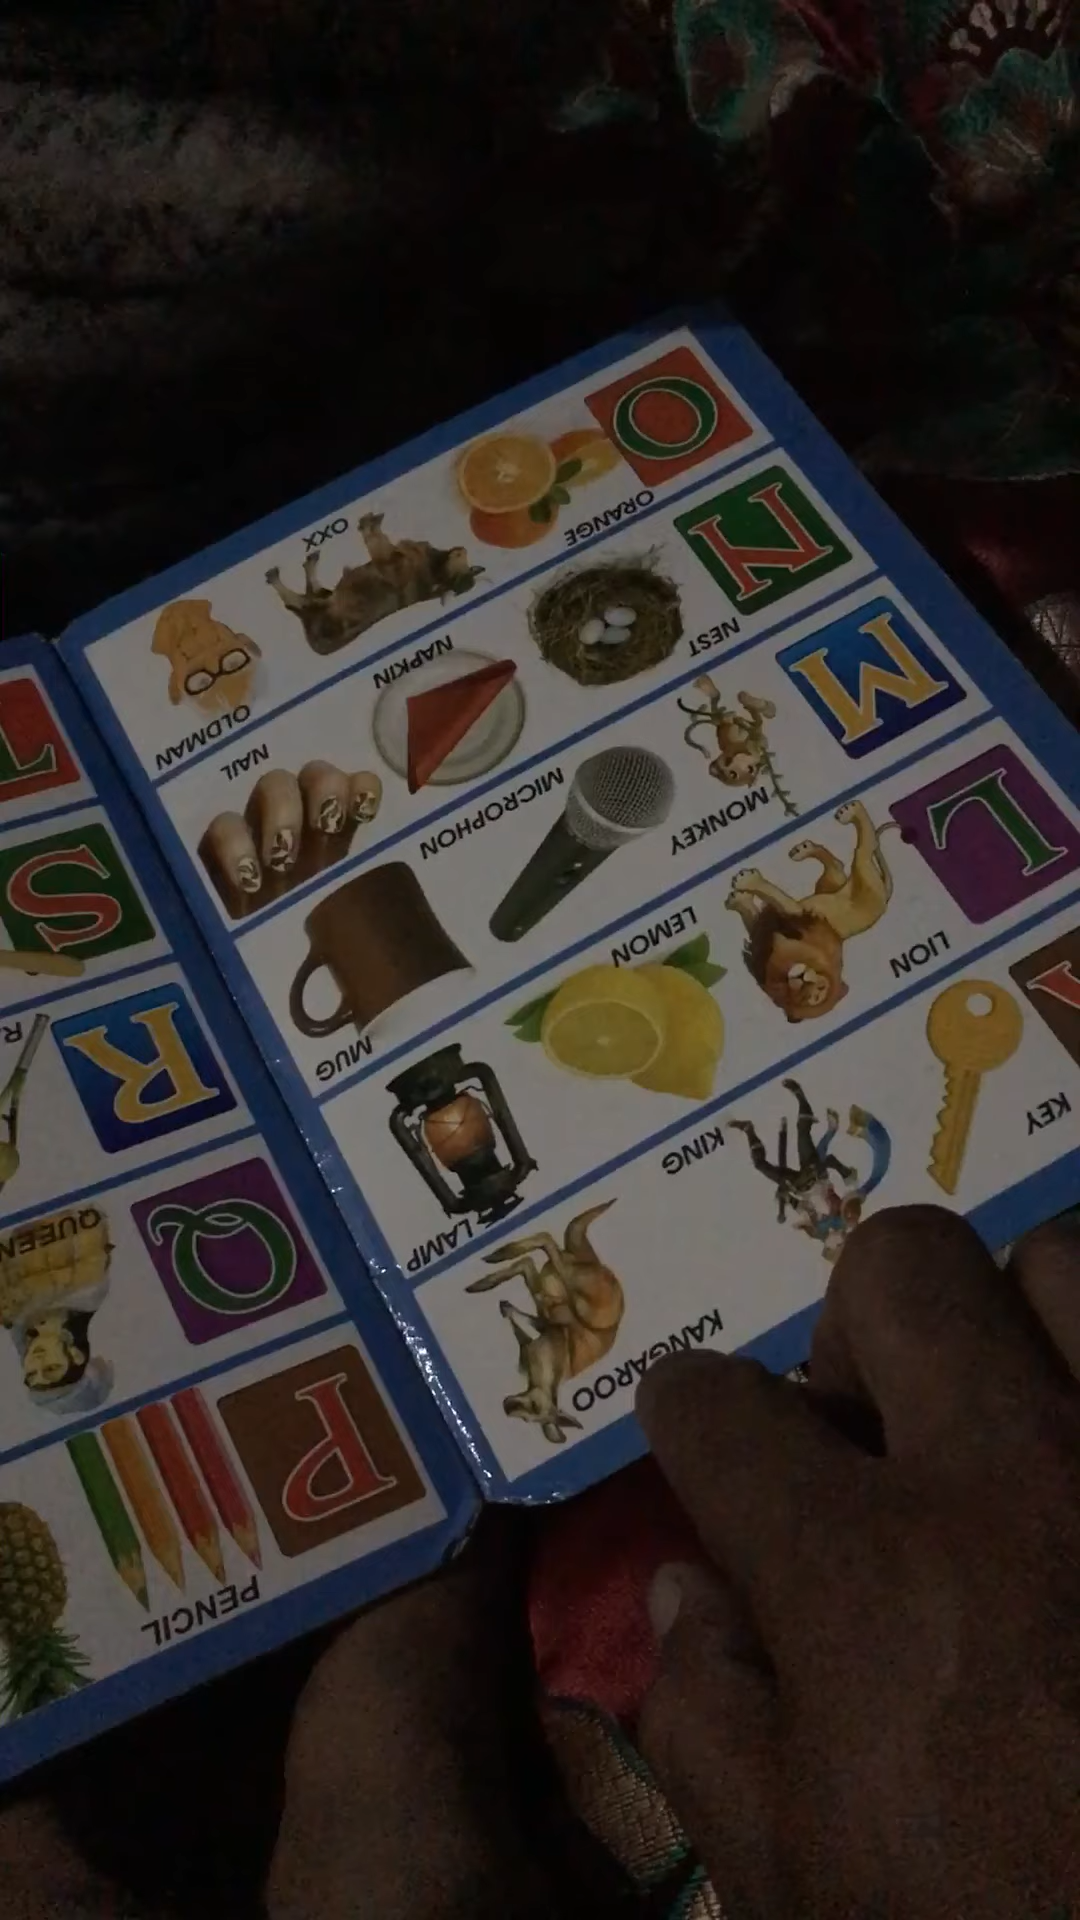 KEY
KING
KANGAROO
L
LION
LEMON
LAMP
M
MONKEY
MICROPHON
MUG
N
NEST
NAPKIN
NAIL
O
ORANGE
OXX
OLDMAN
P
PENCIL
Q
QUEEN
R
S
T